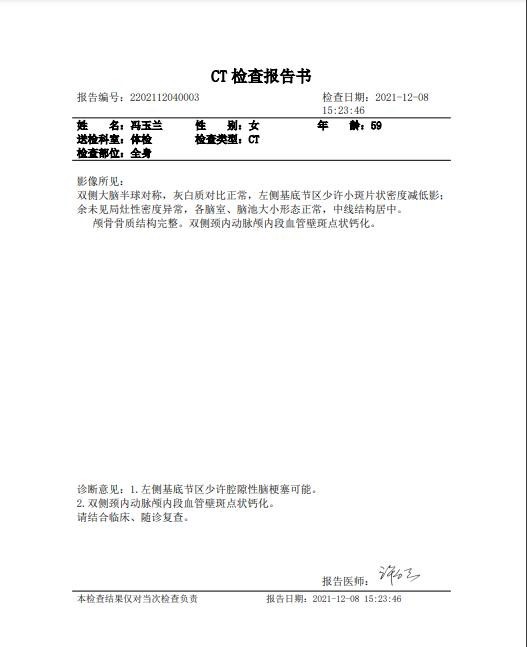 CT 检查报告书
报告编号：2202112040003 检查日期：2021-12-08
15:23:46
姓 名：冯玉兰 性 别：女 年 龄：59
送检科室：体检 检查类型：CT
检查部位：全身
影像所见：
双侧大脑半球对称，灰白质对比正常，左侧基底节区少许小斑片状密度减低影；
余未见局灶性密度异常，各脑室、脑池大小形态正常，中线结构居中。
颅骨骨质结构完整。双侧颈内动脉颅内段血管壁斑点状钙化。
诊断意见：1.左侧基底节区少许腔隙性脑梗塞可能。
2.双侧颈内动脉颅内段血管壁斑点状钙化。
请结合临床、随诊复查。
报告医师：
本检查结果仅对当次检查负责 报告日期：2021-12-08 15:23:46